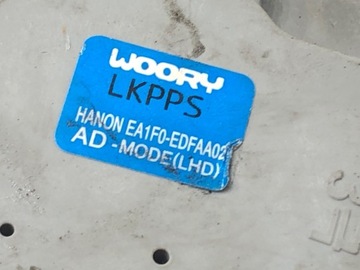 WOORY
LKPPS
HANON EA1F0-EDFAA02
AD -MODE(LHD)